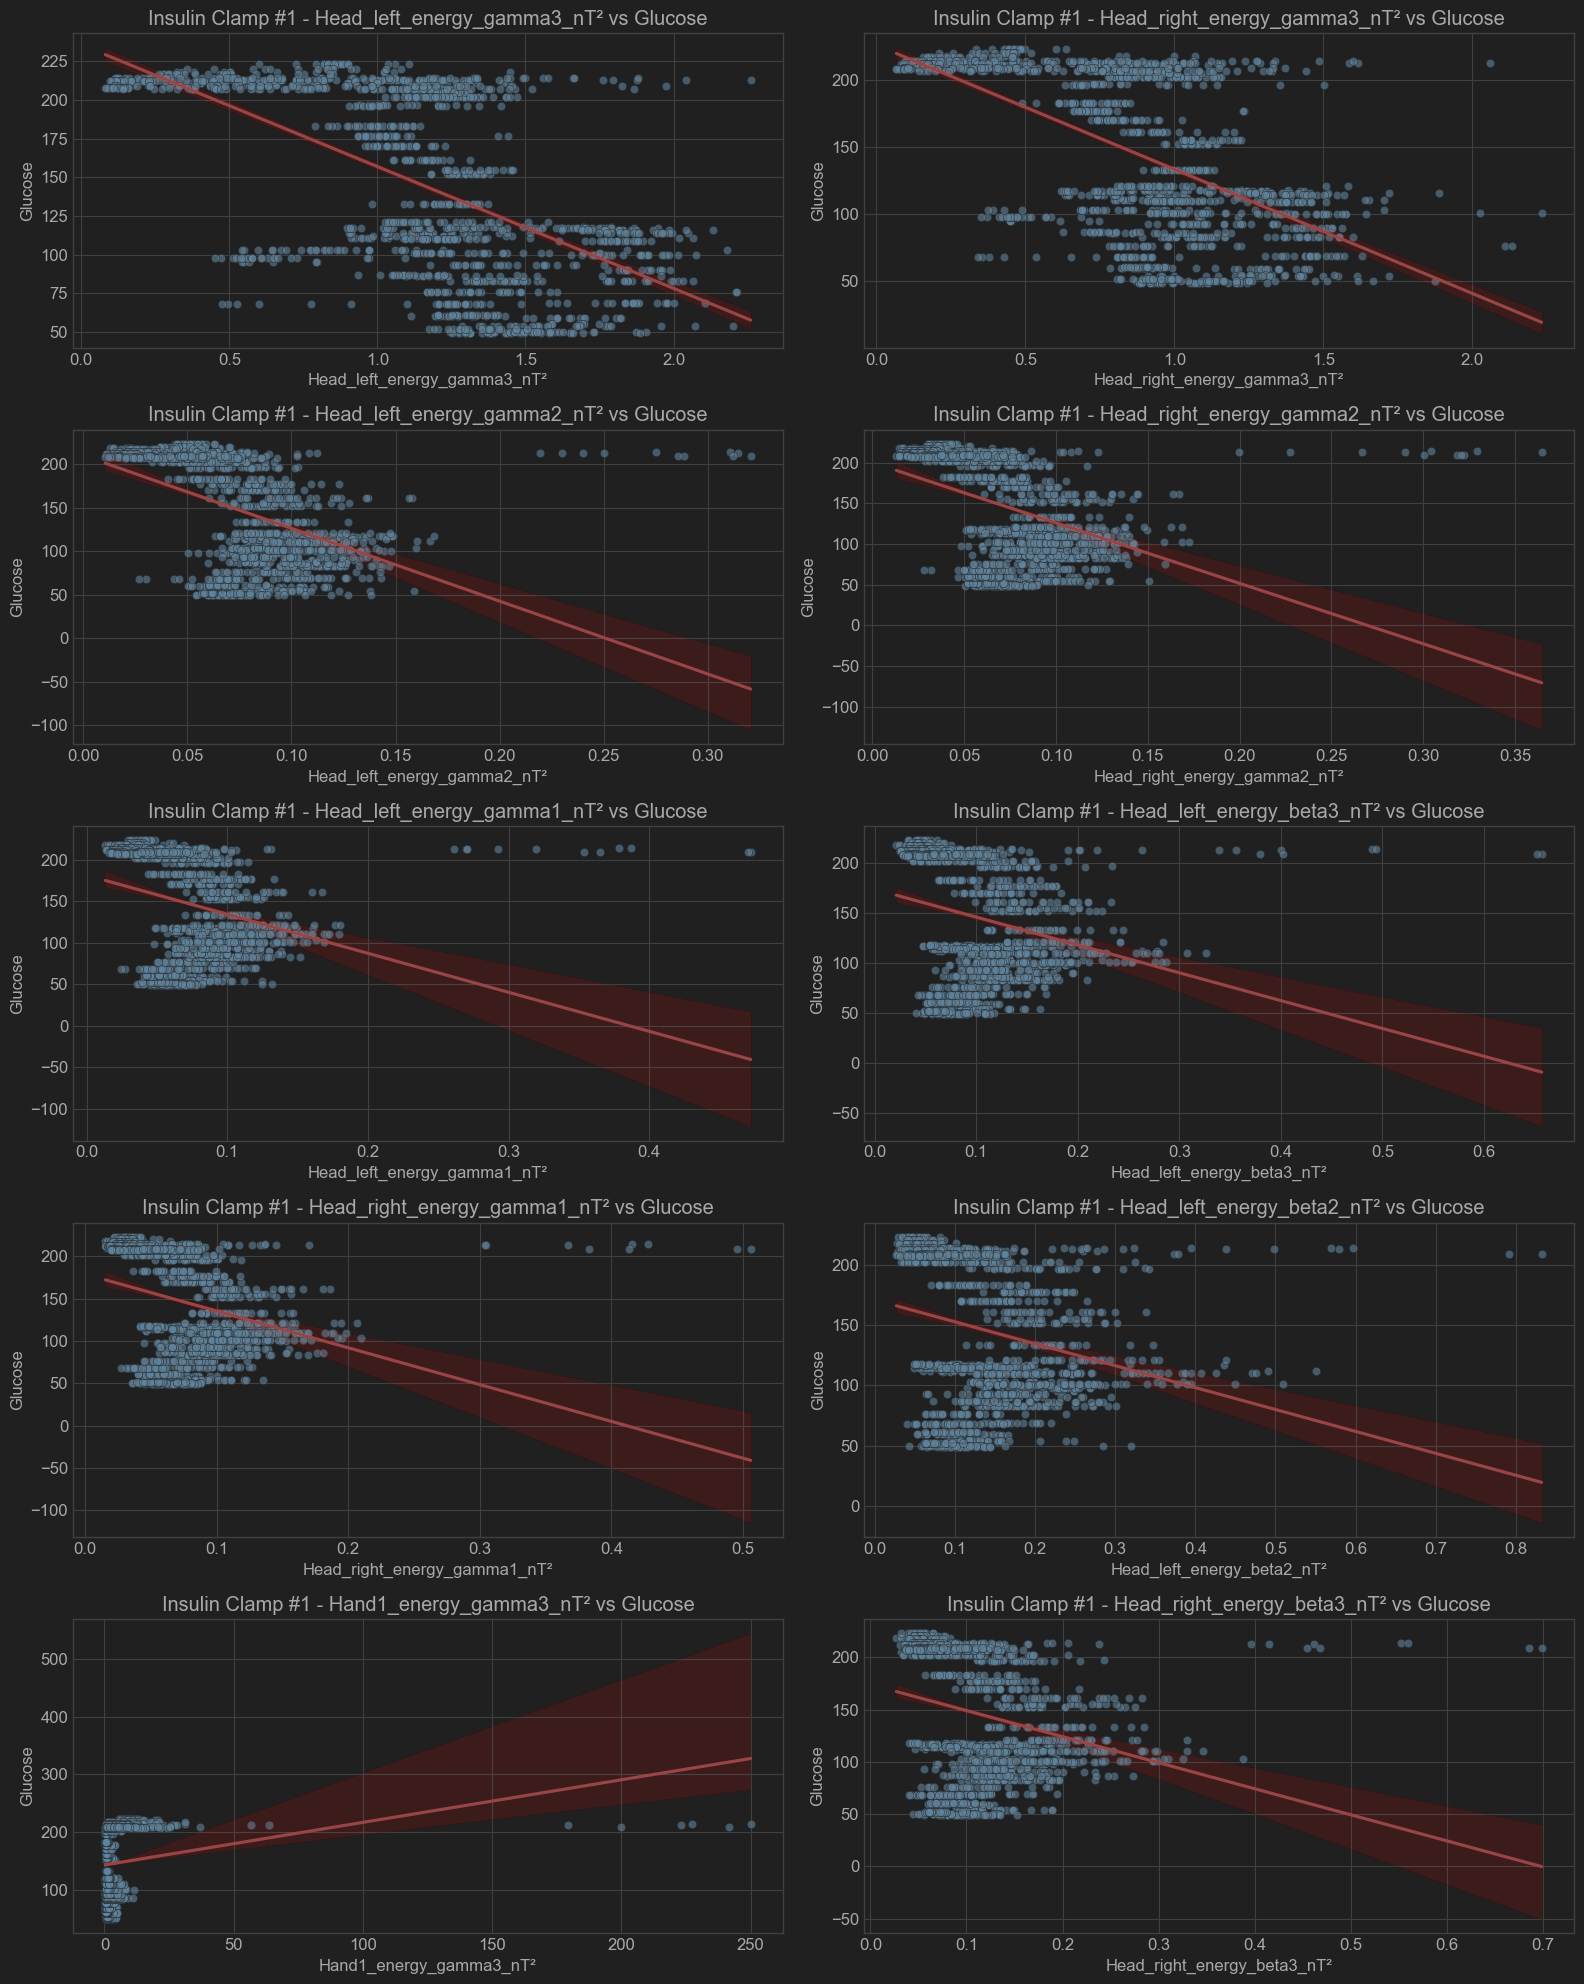 Insulin Clamp #1 - Head_left_energy_gamma3_nT² vs Glucose
225
200
175
150
125
100
75
50
Glucose
0.0 0.5 1.0 1.5 2.0
Head_left_energy_gamma3_nT²
Insulin Clamp #1 - Head_right_energy_gamma3_nT² vs Glucose
200
150
100
50
Glucose
0.0 0.5 1.0 1.5 2.0
Head_right_energy_gamma3_nT²
Insulin Clamp #1 - Head_left_energy_gamma2_nT² vs Glucose
200
150
100
50
0
−50
−100
Glucose
0.00 0.05 0.10 0.15 0.20 0.25 0.30
Head_left_energy_gamma2_nT²
Insulin Clamp #1 - Head_right_energy_gamma2_nT² vs Glucose
200
150
100
50
0
−50
−100
Glucose
0.00 0.05 0.10 0.15 0.20 0.25 0.30 0.35
Head_right_energy_gamma2_nT²
Insulin Clamp #1 - Head_left_energy_gamma1_nT² vs Glucose
200
150
100
50
0
−50
−100
Glucose
0.0 0.1 0.2 0.3 0.4
Head_left_energy_gamma1_nT²
Insulin Clamp #1 - Head_left_energy_beta3_nT² vs Glucose
200
150
100
50
0
−50
Glucose
0.0 0.1 0.2 0.3 0.4 0.5 0.6
Head_left_energy_beta3_nT²
Insulin Clamp #1 - Head_right_energy_gamma1_nT² vs Glucose
200
150
100
50
0
−50
−100
Glucose
0.0 0.1 0.2 0.3 0.4 0.5
Head_right_energy_gamma1_nT²
Insulin Clamp #1 - Head_left_energy_beta2_nT² vs Glucose
200
150
100
50
0
Glucose
0.0 0.1 0.2 0.3 0.4 0.5 0.6 0.7 0.8
Head_left_energy_beta2_nT²
Insulin Clamp #1 - Hand1_energy_gamma3_nT² vs Glucose
500
400
300
200
100
Glucose
0 50 100 150 200 250
Hand1_energy_gamma3_nT²
Insulin Clamp #1 - Head_right_energy_beta3_nT² vs Glucose
200
150
100
50
0
−50
Glucose
0.0 0.1 0.2 0.3 0.4 0.5 0.6 0.7
Head_right_energy_beta3_nT²